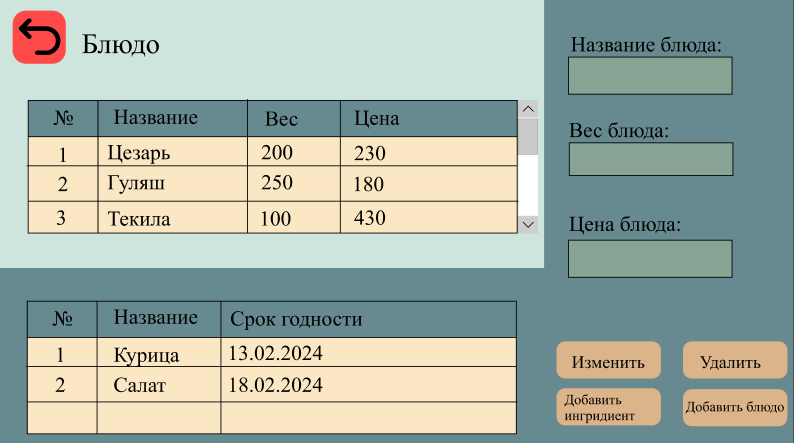 Блюдо
№ Название Вес Цена
1 Цезарь 200 230
2 Гуляш 250 180
3 Текила 100 430
Название блюда:
Вес блюда:
Цена блюда:
№ Название Срок годности
1 Курица 13.02.2024
2 Салат 18.02.2024
Изменить
Удалить
Добавить
ингридиент
Добавить блюдо